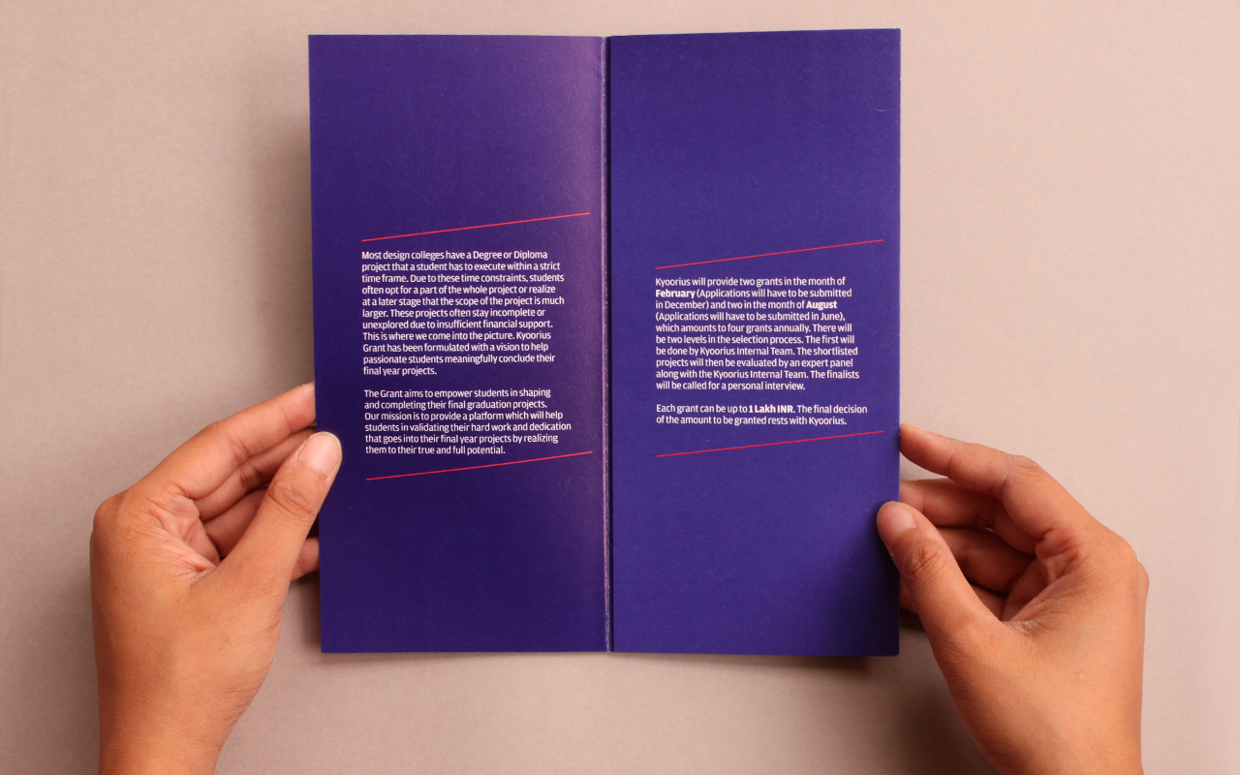 Most design colleges have a Degree or Diploma
project that a student has to execute within a strict
time frame. Due to these time constraints, students
often opt for a part of the whole project or realize
at a later stage that the scope of the project is much
larger. These projects often stay incomplete or
unexplored due to insufficient financial support.
This is where we come into the picture. Kyoorius
Grant has been formulated with a vision to help
passionate students meaningfully conclude their
final year projects.
The Grant aims to empower students in shaping
and completing their final graduation projects.
Our mission is to provide a platform which will help
students in validating their hard work and dedication
that goes into their final year projects by realizing
them to their true and full potential.
Kyoorius will provide two grants in the month of
February (Applications will have to be submitted
in December) and two in the month of August
(Applications will have to be submitted in June),
which amounts to four grants annually. There will
be two levels in the selection process. The first will
be done by Kyoorius Internal Team. The shortlisted
projects will then be evaluated by an expert panel
along with the Kyoorius Internal Team. The finalists
will be called for a personal interview.
Each grant can be up to 1 Lakh INR. The final decision
of the amount to be granted rests with Kyoorius.